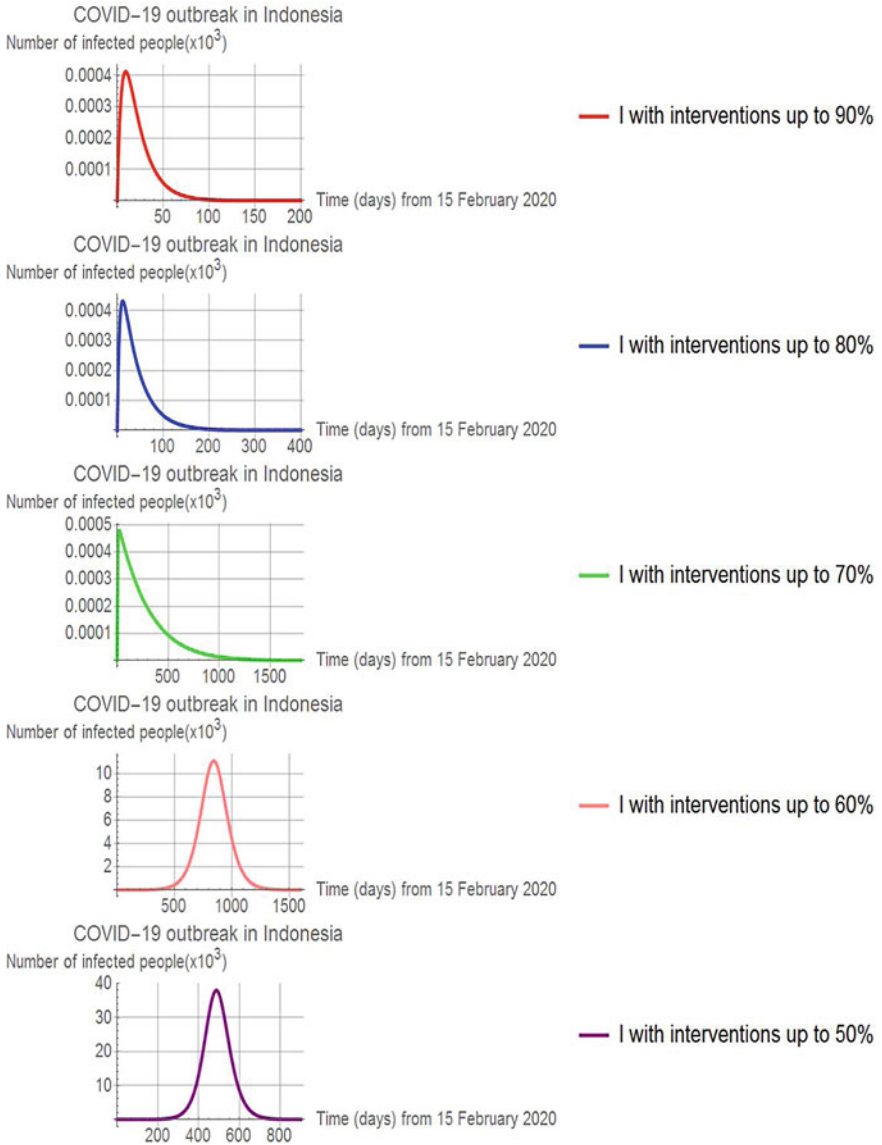 COVID–19 outbreak in Indonesia
Number of infected people(x10³)
0.0004
0.0003
0.0002
0.0001
50 100 150 200
Time (days) from 15 February 2020
I with interventions up to 90%
COVID–19 outbreak in Indonesia
Number of infected people(x10³)
0.0004
0.0003
0.0002
0.0001
100 200 300 400
Time (days) from 15 February 2020
I with interventions up to 80%
COVID–19 outbreak in Indonesia
Number of infected people(x10³)
0.0005
0.0004
0.0003
0.0002
0.0001
500 1000 1500
Time (days) from 15 February 2020
I with interventions up to 70%
COVID–19 outbreak in Indonesia
Number of infected people(x10³)
10
8
6
4
2
500 1000 1500
Time (days) from 15 February 2020
I with interventions up to 60%
COVID–19 outbreak in Indonesia
Number of infected people(x10³)
40
30
20
10
200 400 600 800
Time (days) from 15 February 2020
I with interventions up to 50%